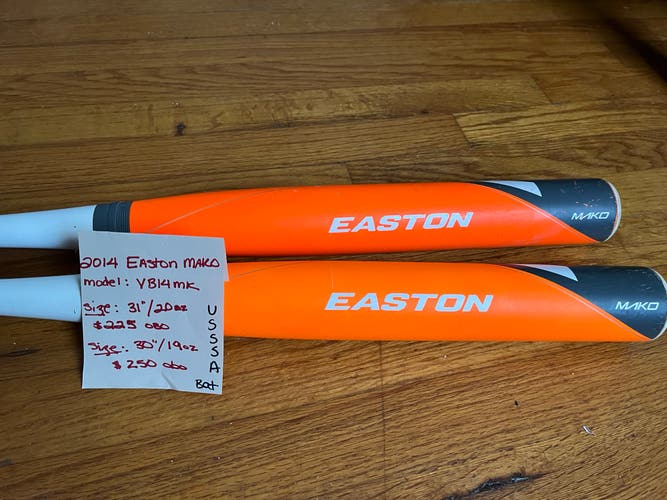 EASTON
MAKO
EASTON
MAKO
2014 EASton MAKO
model: YB14MK
Size: 31"/20oz
$225 OBO
Size: 30"/19oz
$250 obo
U
S
S
S
A
Bat